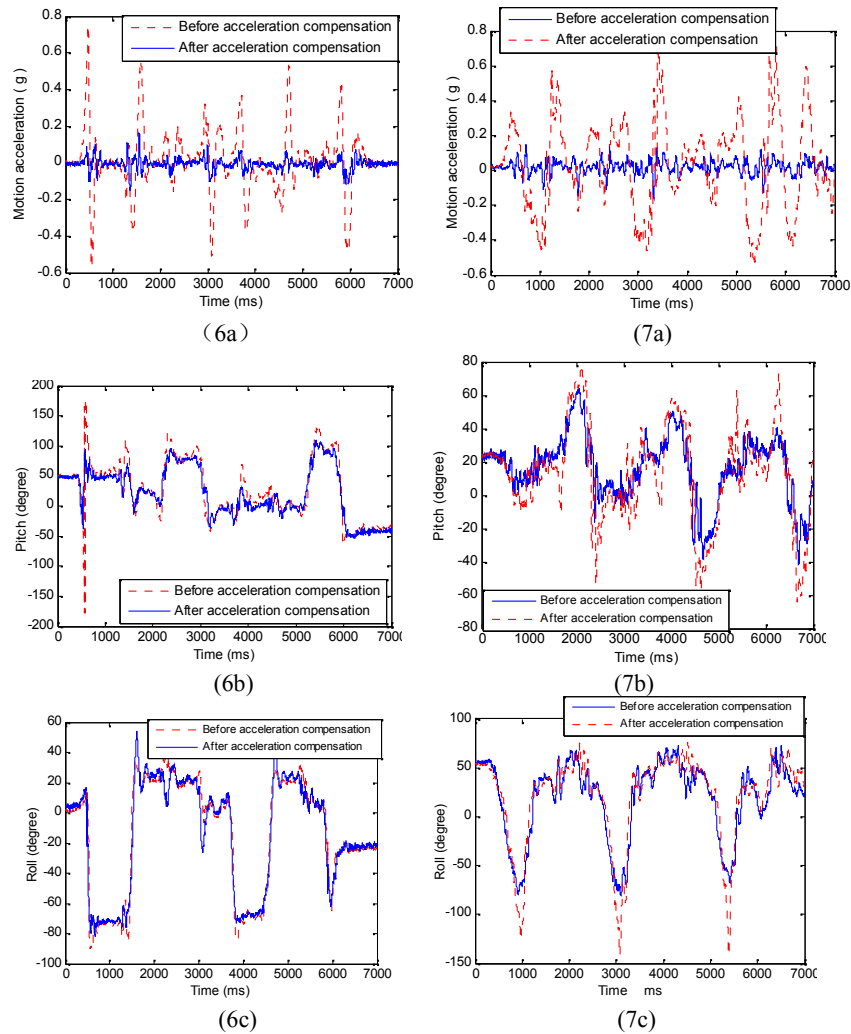 Before acceleration compensation
After acceleration compensation
Motion acceleration ( g )
0.8
0.6
0.4
0.2
0
-0.2
-0.4
-0.6
0 1000 2000 3000 4000 5000 6000 7000
Time (ms)
（6a）
Before acceleration compensation
After acceleration compensation
Motion acceleration ( g )
0.8
0.6
0.4
0.2
0
-0.2
-0.4
0.6
0 1000 2000 3000 4000 5000 6000 7000
Time (ms)
(7a)
Pitch (degree)
200
150
100
50
0
-50
-100
-150
-200
Before acceleration compensation
After acceleration compensation
0 1000 2000 3000 4000 5000 6000 7000
Time (ms)
(6b)
Pitch (degree)
80
60
40
20
0
-20
-40
-60
-80
Before acceleration compensation
After acceleration compensation
0 1000 2000 3000 4000 5000 6000 7000
Time (ms)
(7b)
Before acceleration compensation
After acceleration compensation
Roll (degree)
60
40
20
0
-20
-40
-60
-80
-100
0 1000 2000 3000 4000 5000 6000 7000
Time (ms)
(6c)
Before acceleration compensation
After acceleration compensation
Roll (degree)
100
50
0
-50
-100
-150
0 1000 2000 3000 4000 5000 6000 7000
Time ms
(7c)